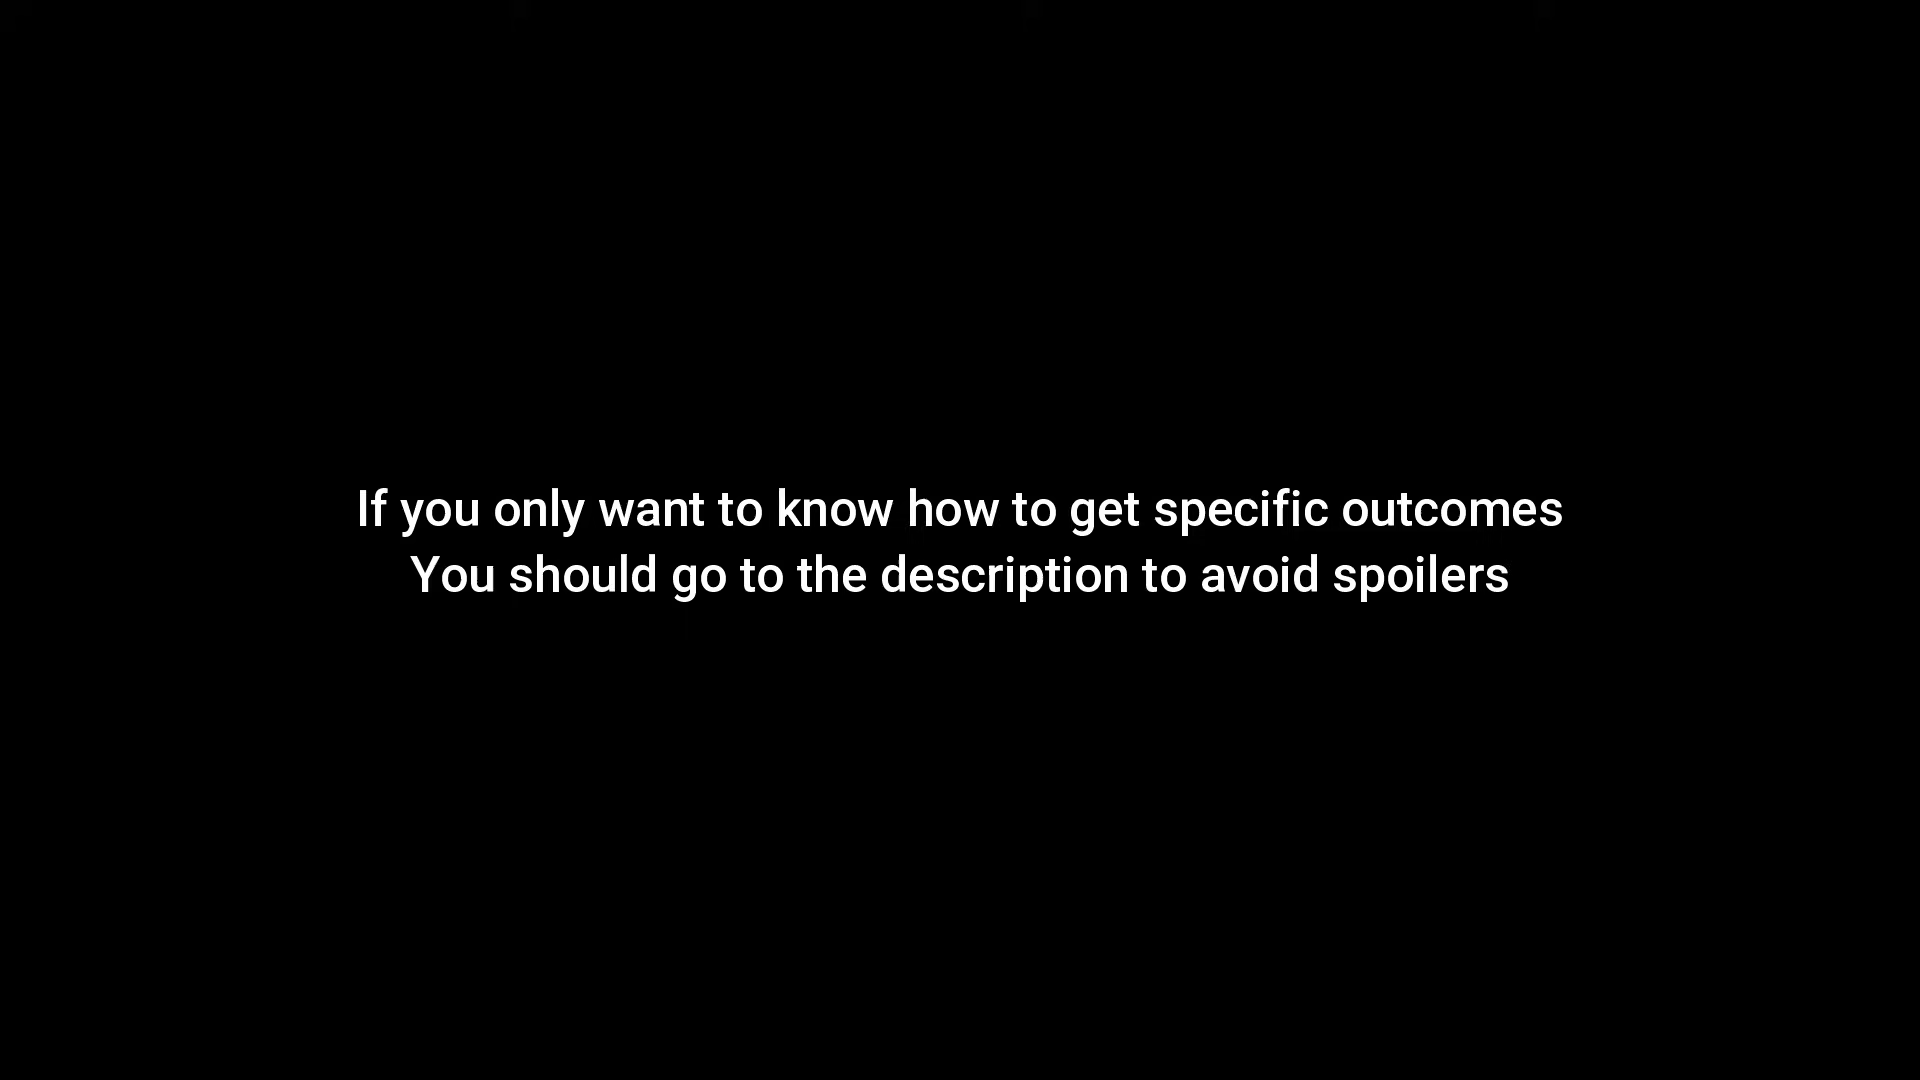 If you only want to know how to get specific outcomes
You should go to the description to avoid spoilers